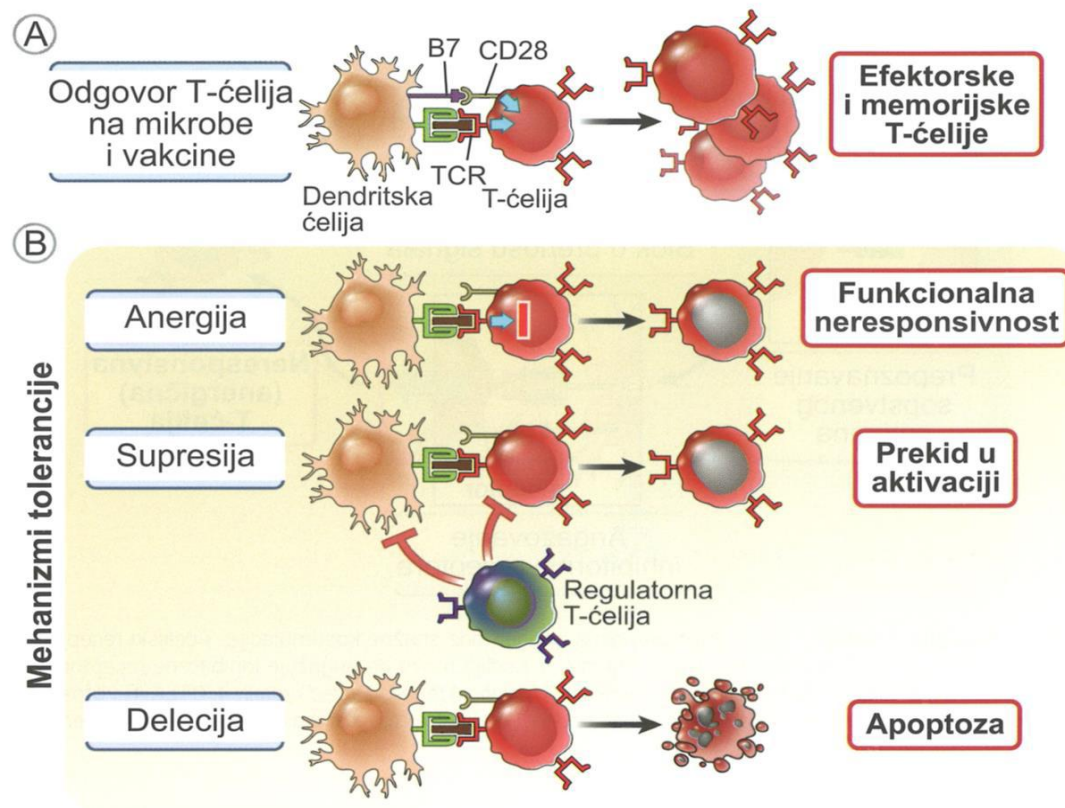 A
Odgovor T-ćelija
na mikrobe
i vakcine
B7
CD28
TCR
Dendritska
ćelija
T-ćelija
Efektorske
i memorijske
T-ćelije
B
Mehanizmi tolerancije
Anergija
Funkcionalna
neresponsivnost
Supresija
Prekid u
aktivaciji
Regulatorna
T-ćelija
Delecija
Apoptoza